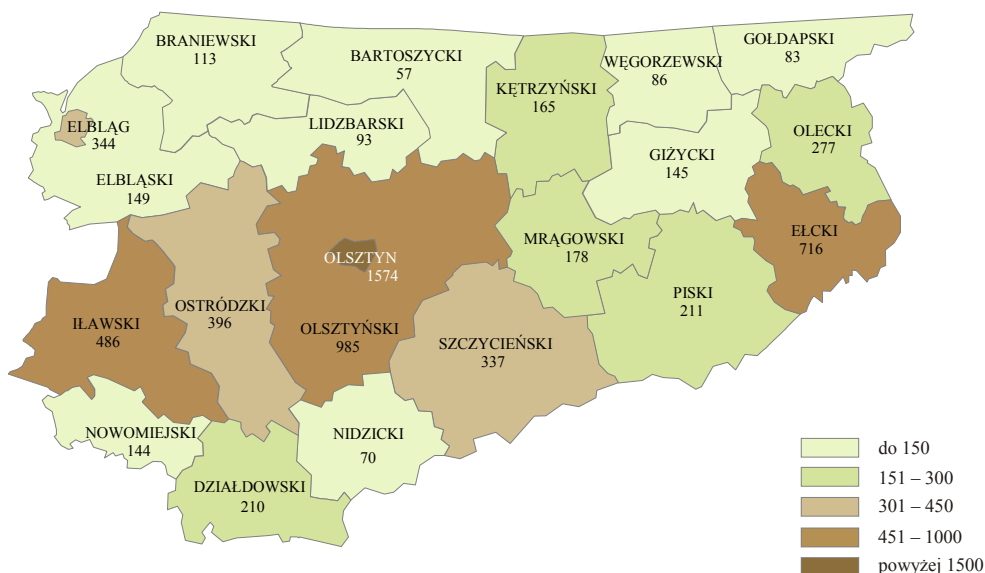 BRANIEWSKI
113
BARTOSZYCKI
57
KĘTRZYŃSKI
165
WĘGORZEWSKI
86
GOŁDAPSKI
83
ELBLĄG
344
LIDZBARSKI
93
GIŻYCKI
145
OLECKI
277
ELBLĄSKI
149
EŁCKI
716
MRĄGOWSKI
178
OLSZTYN
1574
PISKI
211
OSTRÓDZKI
396
IŁAWSKI
486
OLSZTYŃSKI
985
SZCZYCIEŃSKI
337
NOWOMIEJSKI
144
NIDZICKI
70
DZIAŁDOWSKI
210
do 150
151 – 300
301 – 450
451 – 1000
powyżej 1500